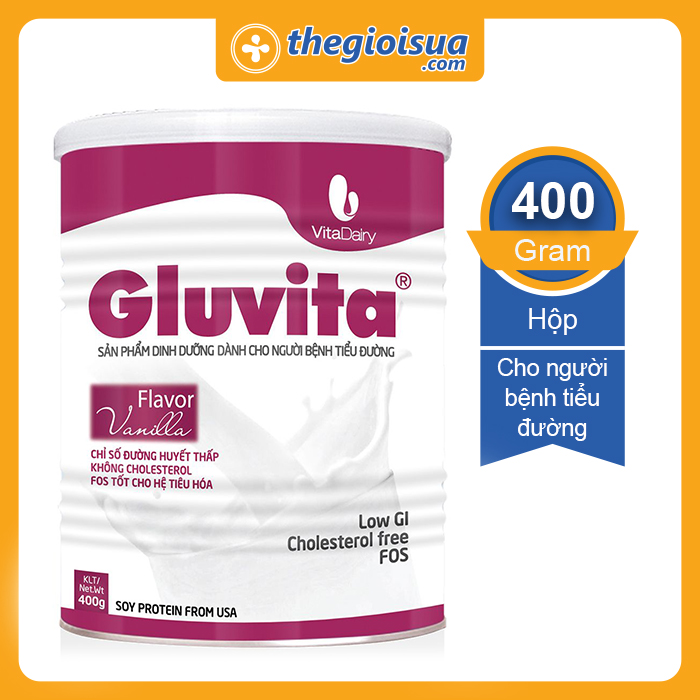 thegioisua
.com
VitaDairy
Gluvita®
SẢN PHẨM DINH DƯỠNG DÀNH CHO NGƯỜI BỆNH TIỂU ĐƯỜNG
Flavor
Vanilla
CHỈ SỐ ĐƯỜNG HUYẾT THẤP
KHÔNG CHOLESTEROL
FOS TỐT CHO HỆ TIÊU HÓA
Low GI
Cholesterol free
FOS
KLT/
Net.Wt
400g
SOY PROTEIN FROM USA
400
Gram
Hộp
Cho người
bệnh tiểu
đường